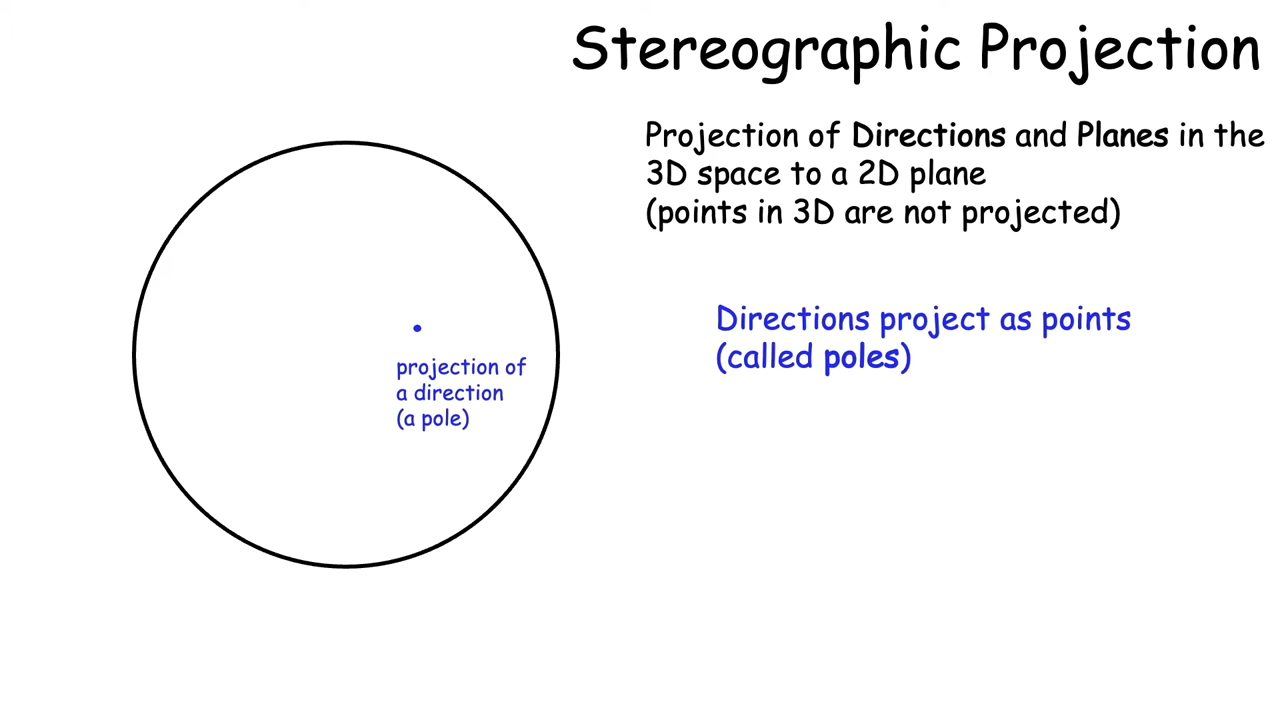 Stereographic Projection
Projection of Directions and Planes in the
3D space to a 2D plane
(points in 3D are not projected)
Directions project as points
(called poles)
projection of
a direction
(a pole)